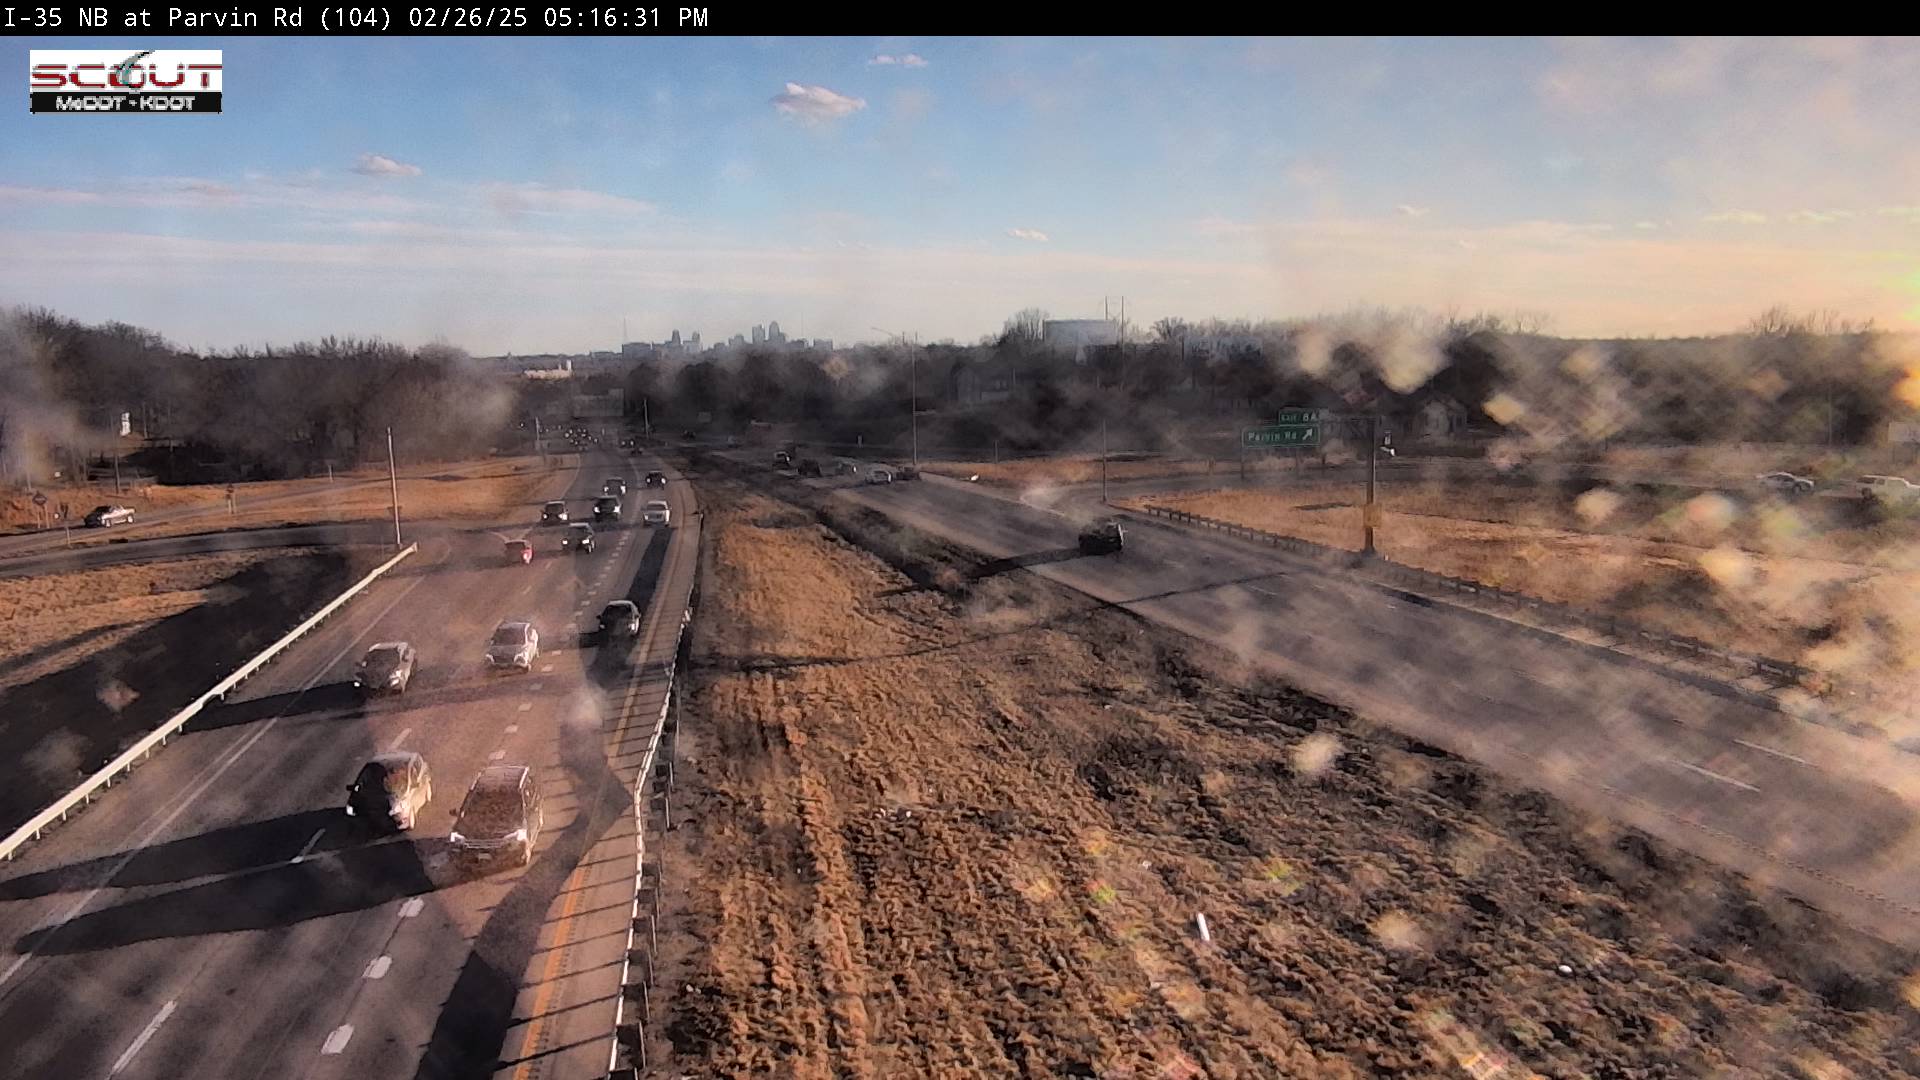 I-35 NB at Parvin Rd (104) 02/26/25 05:16:31 PM
SCOUT
MoDOT - KDOT
EXIT 8A
Parvin Rd